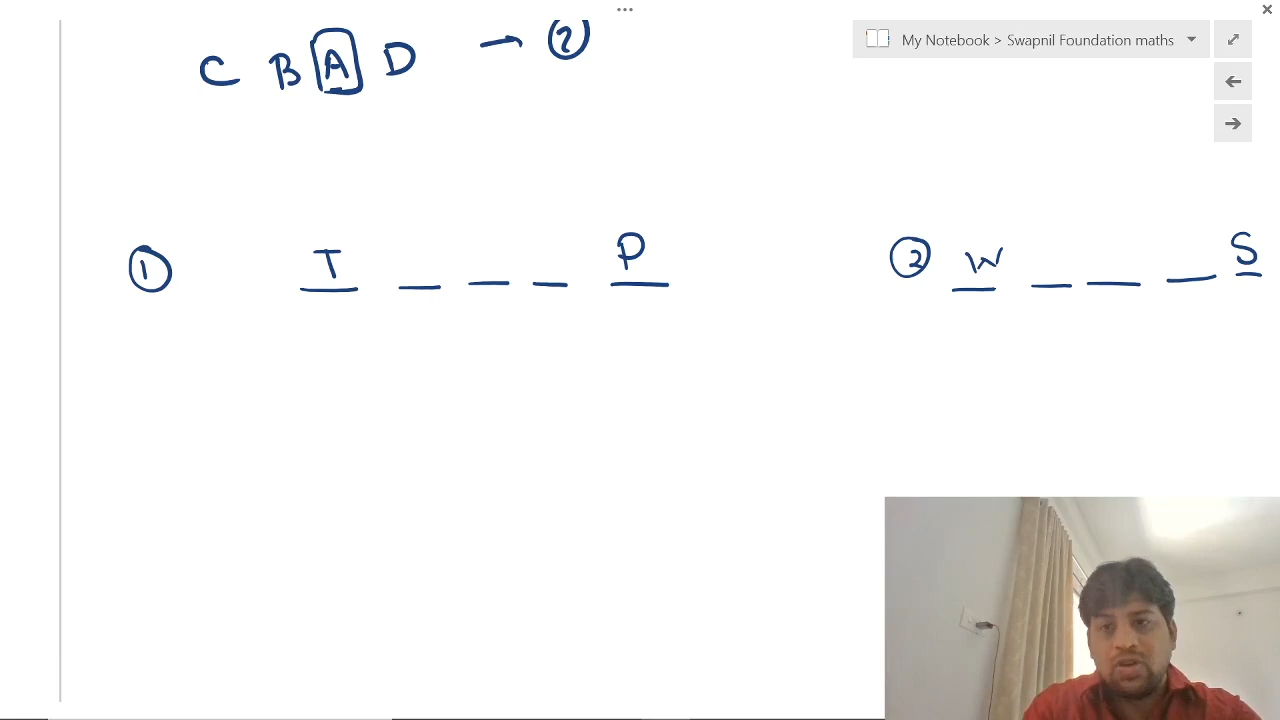 My Notebook > Swapnil Foundation maths
C B A D → 2
1 T _ _ _ P
2 W _ _ _ S